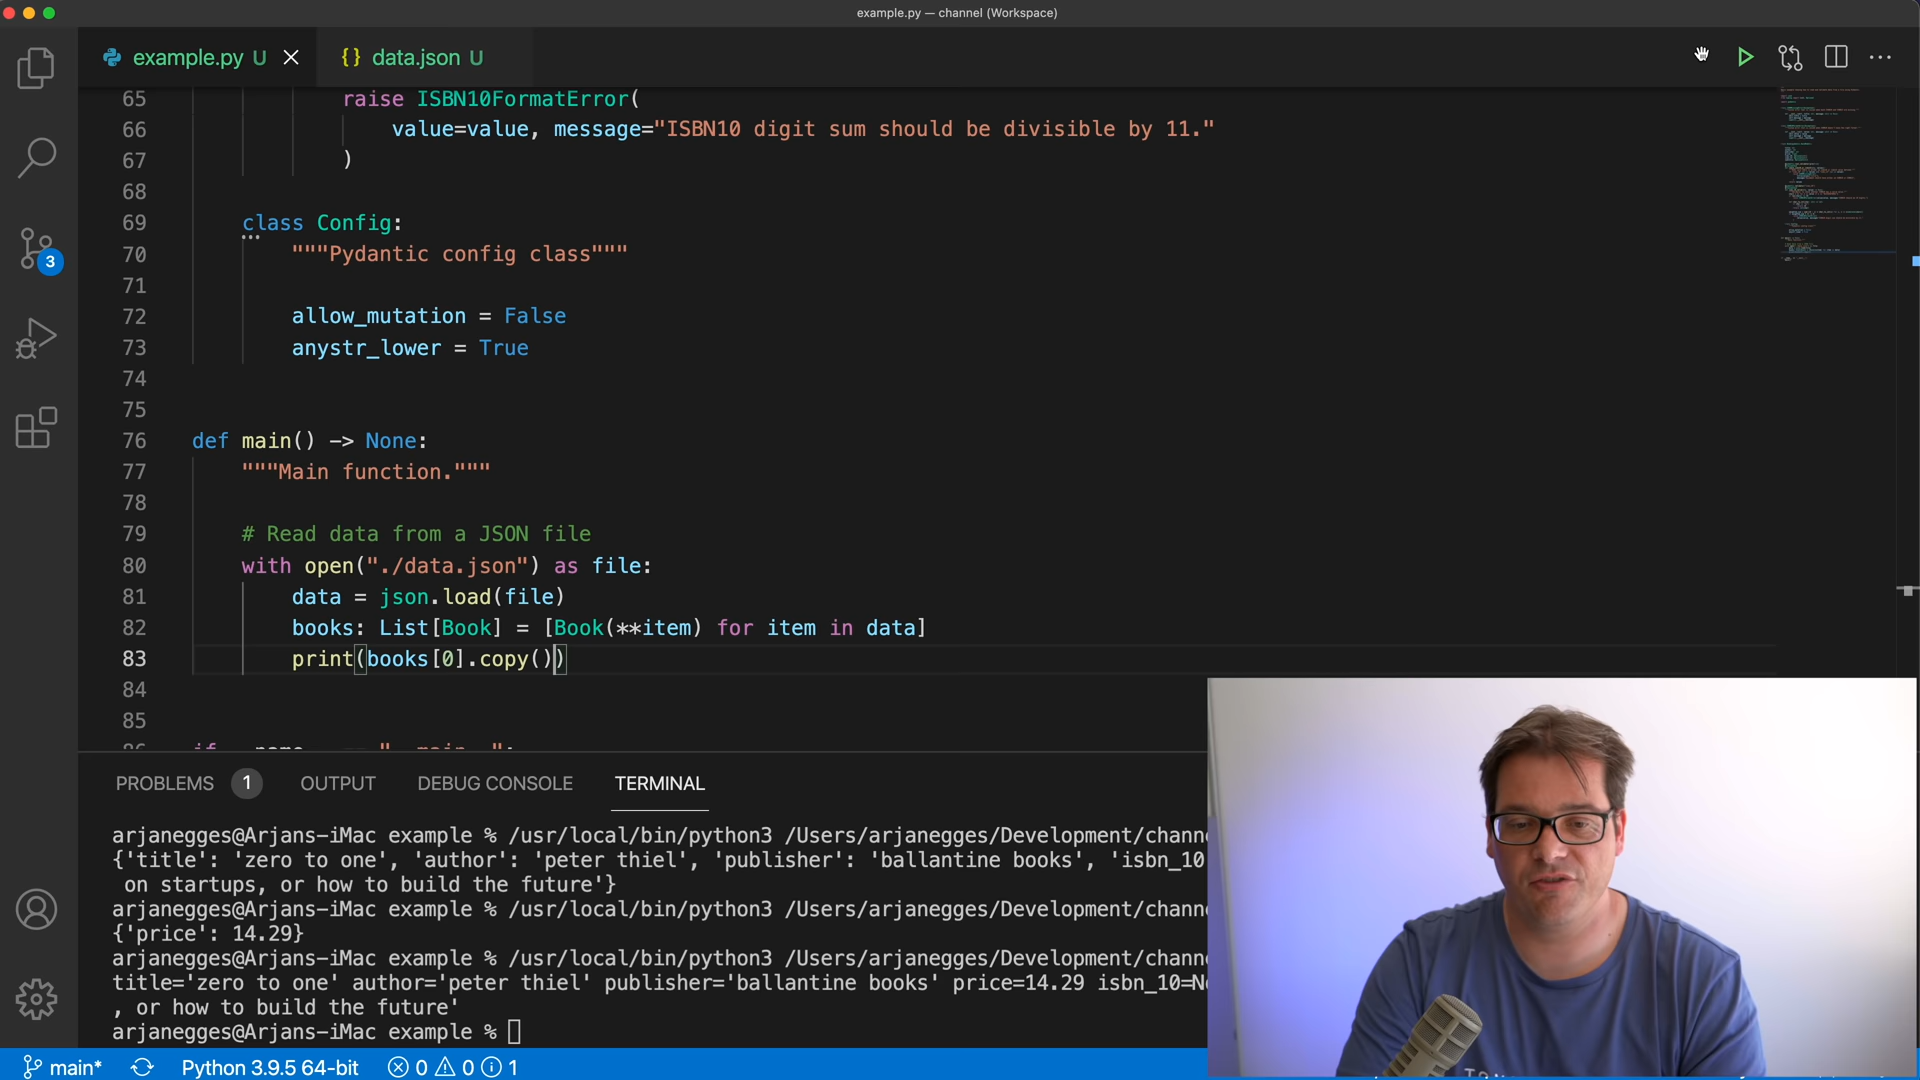 example.py — channel (Workspace)
example.py U
{} data.json U
65 raise ISBN10FormatError(
66 value=value, message="ISBN10 digit sum should be divisible by 11."
67 )
68
69 class Config:
70 """Pydantic config class"""
71
72 allow_mutation = False
73 anystr_lower = True
74
75
76 def main() -> None:
77 """Main function."""
78
79 # Read data from a JSON file
80 with open("./data.json") as file:
81 data = json.load(file)
82 books: List[Book] = [Book(**item) for item in data]
83 print(books[0].copy())
84
85
3
PROBLEMS 1 OUTPUT DEBUG CONSOLE TERMINAL
arjanegges@Arjans-iMac example % /usr/local/bin/python3 /Users/arjanegges/Development/chann
{'title': 'zero to one', 'author': 'peter thiel', 'publisher': 'ballantine books', 'isbn_10
on startups, or how to build the future'}
arjanegges@Arjans-iMac example % /usr/local/bin/python3 /Users/arjanegges/Development/chann
{'price': 14.29}
arjanegges@Arjans-iMac example % /usr/local/bin/python3 /Users/arjanegges/Development/chann
title='zero to one' author='peter thiel' publisher='ballantine books' price=14.29 isbn_10=N
, or how to build the future'
arjanegges@Arjans-iMac example %
main* Python 3.9.5 64-bit 0 0 1